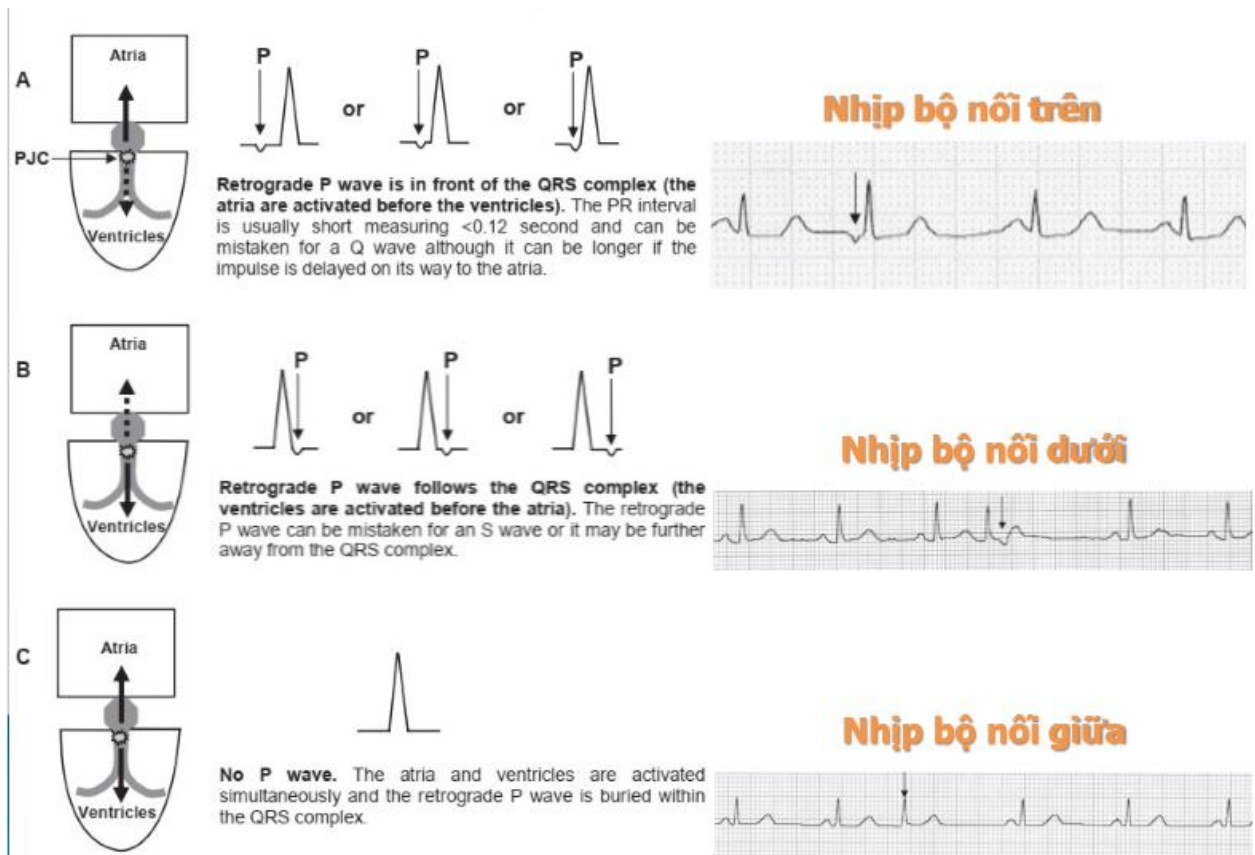 A
Atria
PJC
Ventricles
P
or
P
or
P
Retrograde P wave is in front of the QRS complex (the
atria are activated before the ventricles). The PR interval
is usually short measuring <0.12 second and can be
mistaken for a Q wave although it can be longer if the
impulse is delayed on its way to the atria.
Nhịp bộ nối trên
B
Atria
Ventricles
P
or
P
or
P
Retrograde P wave follows the QRS complex (the
ventricles are activated before the atria). The retrograde
P wave can be mistaken for an S wave or it may be further
away from the QRS complex.
Nhịp bộ nối dưới
C
Atria
Ventricles
No P wave. The atria and ventricles are activated
simultaneously and the retrograde P wave is buried within
the QRS complex.
Nhịp bộ nối giữa